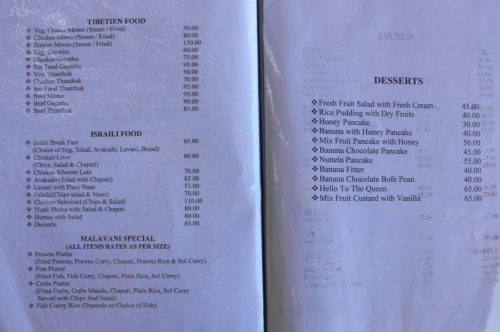 TIBETIEN FOOD
❖ Veg. Cheese Momo (Steam / Fried) 50.00
❖ Chicken Momo (Steam / Fried) 80.00
❖ Prawns Momo (Steam / Fried) 130.00
❖ Veg. Gayathu 60.00
❖ Chicken Gayathu 75.00
❖ Sea Food Gayathu 95.00
❖ Veg. Thanthuk 50.00
❖ Chicken Thanthuk 70.00
❖ Sea Food Thanthuk 95.00
❖ Beef Momo 95.00
❖ Beef Gayathu 90.00
❖ Beef Thanthuk 85.00
ISRAILI FOOD
❖ Israili Break Fast 85.00
(Choice of Egg, Salad, Avakado, Lavani, Bread)
❖ Chicken Liver 80.00
(Chips, Salad & Chapati)
❖ Chicken Sibetam Lafa 70.00
❖ Avakado (Salad with Chapati) 85.00
❖ Lavani with Place Naan 55.00
❖ Falafal(Chips salad & Naan) 70.00
❖ Chicken Sehnitzel (Chips & Salad) 110.00
❖ Shark Shuka with Salad & Chapati 80.00
❖ Humus with Salad 60.00
❖ Desserts 65.00
MALAVANI SPECIAL
(ALL ITEMS RATES AS PER SIZE)
❖ Prawns Platter
(Fried Prawns, Prawns Curry, Chapati, Prawns Rice & Sol Curry)
❖ Fish Platter
(Fried Fish, Fish Curry, Chapati, Plain Rice, Sol Curry)
❖ Crabs Platter
(Fried Crabs, Crabs Masala, Chapati, Plain Rice, Sol Curry
Served with Chips And Salad)
❖ Fish Curry Rice (Depends on Choice of Fish)
DESSERTS
❖ Fresh Fruit Salad with Fresh Cream 45.00
❖ Rice Pudding with Dry Fruits 40.00
❖ Honey Pancake 30.00
❖ Banana with Honey Pancake 40.00
❖ Mix Fruit Pancake with Honey 50.00
❖ Banana Chocolate Pancake 45.00
❖ Nuttela Pancake 55.00
❖ Banana Fitter 40.00
❖ Banana Chocolate Bofe Pean 40.00
❖ Hello To The Queen 65.00
❖ Mix Fruit Custard with Vanilla 65.00